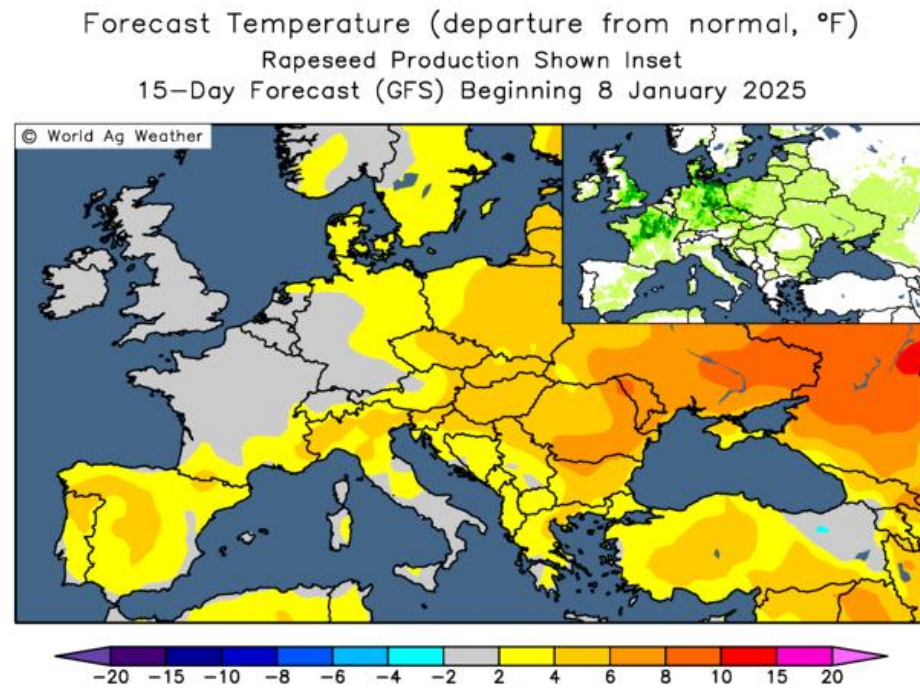 Forecast Temperature (departure from normal, °F)
Rapeseed Production Shown Inset
15-Day Forecast (GFS) Beginning 8 January 2025
© World Ag Weather
-20 -15 -10 -8 -6 -4 -2 2 4 6 8 10 15 20